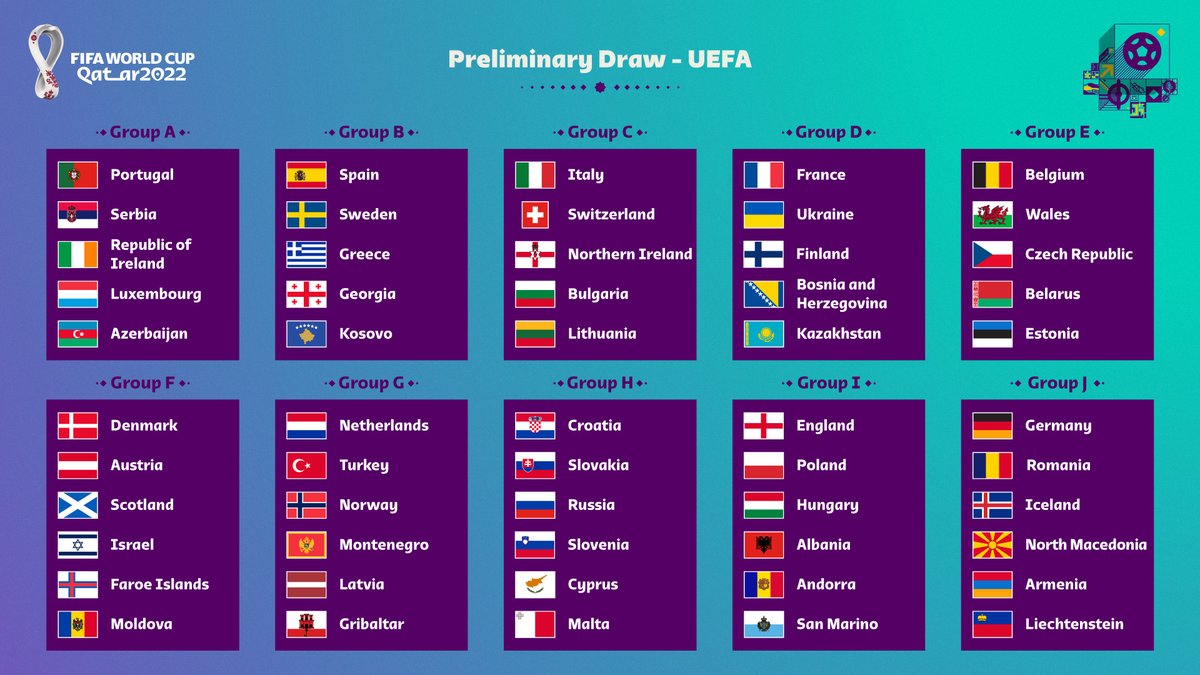 FIFA WORLD CUP
Qatar2022
Preliminary Draw - UEFA
Group A
Portugal
Serbia
Republic of
Ireland
Luxembourg
Azerbaijan
Group B
Spain
Sweden
Greece
Georgia
Kosovo
Group C
Italy
Switzerland
Northern Ireland
Bulgaria
Lithuania
Group D
France
Ukraine
Finland
Bosnia and
Herzegovina
Kazakhstan
Group E
Belgium
Wales
Czech Republic
Belarus
Estonia
Group F
Denmark
Austria
Scotland
Israel
Faroe Islands
Moldova
Group G
Netherlands
Turkey
Norway
Montenegro
Latvia
Gribaltar
Group H
Croatia
Slovakia
Russia
Slovenia
Cyprus
Malta
Group I
England
Poland
Hungary
Albania
Andorra
San Marino
Group J
Germany
Romania
Iceland
North Macedonia
Armenia
Liechtenstein